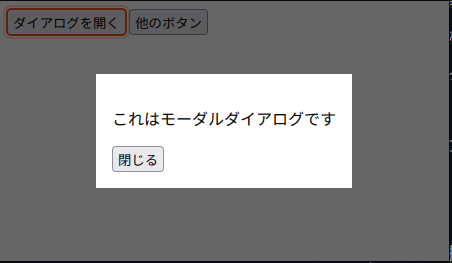 ダイアログを開く 他のボタン
これはモーダルダイアログです
閉じる